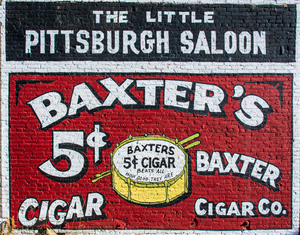 THE LITTLE
PITTSBURGH SALOON
BAXTER'S
5¢
BAXTERS
5¢ CIGAR
BEATS ALL
CIGAR
BAXTER
CIGAR CO.